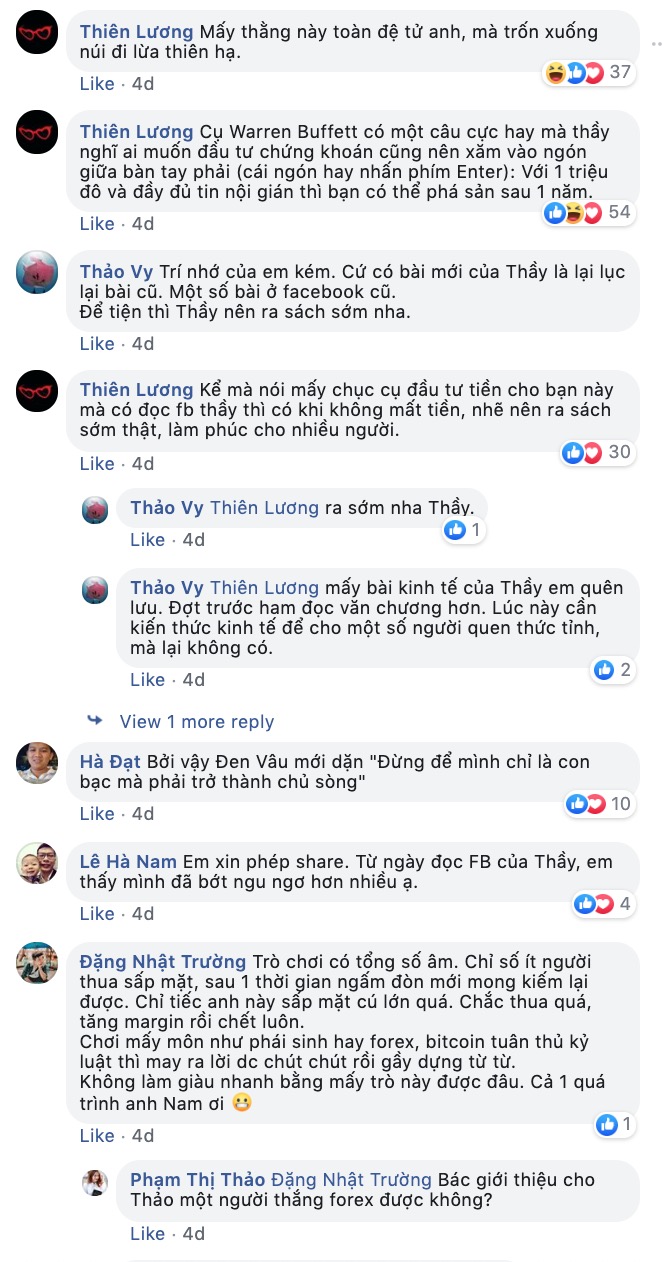 Thiên Lương Mấy thằng này toàn đệ tử anh, mà trốn xuống
núi đi lừa thiên hạ.
37
Like · 4d
Thiên Lương Cụ Warren Buffett có một câu cực hay mà thầy
nghĩ ai muốn đầu tư chứng khoán cũng nên xăm vào ngón
giữa bàn tay phải (cái ngón hay nhấn phím Enter): Với 1 triệu
đô và đầy đủ tin nội gián thì bạn có thể phá sản sau 1 năm.
54
Like · 4d
Thảo Vy Trí nhớ của em kém. Cứ có bài mới của Thầy là lại lục
lại bài cũ. Một số bài ở facebook cũ.
Để tiện thì Thầy nên ra sách sớm nha.
Like · 4d
Thiên Lương Kể mà nói mấy chục cụ đầu tư tiền cho bạn này
mà có đọc fb thầy thì có khi không mất tiền, nhẽ nên ra sách
sớm thật, làm phúc cho nhiều người.
30
Like · 4d
Thảo Vy Thiên Lương ra sớm nha Thầy.
1
Like · 4d
Thảo Vy Thiên Lương mấy bài kinh tế của Thầy em quên
lưu. Đợt trước ham đọc văn chương hơn. Lúc này cần
kiến thức kinh tế để cho một số người quen thức tỉnh,
mà lại không có.
2
Like · 4d
View 1 more reply
Hà Đạt Bởi vậy Đen Vâu mới dặn "Đừng để mình chỉ là con
bạc mà phải trở thành chủ sòng"
10
Like · 4d
Lê Hà Nam Em xin phép share. Từ ngày đọc FB của Thầy, em
thấy mình đã bớt ngu ngơ hơn nhiều ạ.
4
Like · 4d
Đặng Nhật Trường Trò chơi có tổng số âm. Chỉ số ít người
thua sấp mặt, sau 1 thời gian ngấm đòn mới mong kiếm lại
được. Chỉ tiếc anh này sấp mặt cú lớn quá. Chắc thua quá,
tăng margin rồi chết luôn.
Chơi mấy môn như phái sinh hay forex, bitcoin tuân thủ kỷ
luật thì may ra lời dc chút chút rồi gầy dựng từ từ.
Không làm giàu nhanh bằng mấy trò này được đâu. Cả 1 quá
trình anh Nam ơi 😬
1
Like · 4d
Phạm Thị Thảo Đặng Nhật Trường Bác giới thiệu cho
Thảo một người thắng forex được không?
Like · 4d